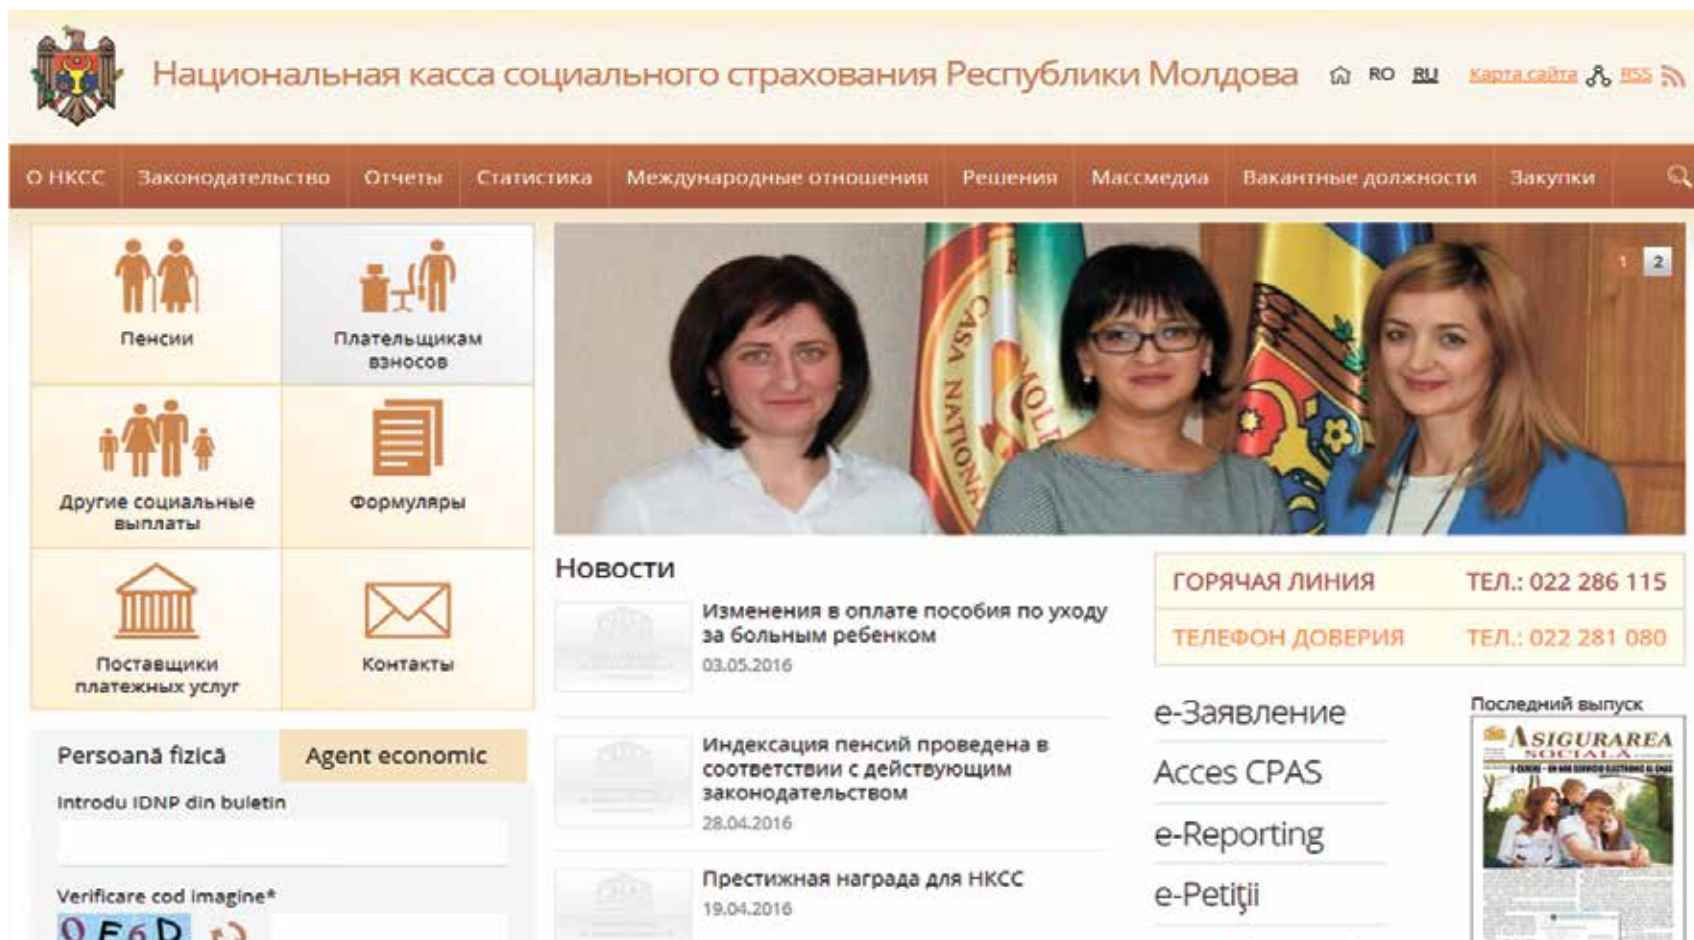 Национальная касса социального страхования Республики Молдова
RO RU Карта сайта RSS
О НКСС Законодательство Отчеты Статистика Международные отношения Решения Массмедиа Вакантные должности Закупки
Пенсии
Плательщикам
взносов
Другие социальные
выплаты
Формуляры
Поставщики
платежных услуг
Контакты
1 2
CASA NATIONA
MOLD
Новости
Изменения в оплате пособия по уходу
за больным ребенком
03.05.2016
Индексация пенсий проведена в
соответствии с действующим
законодательством
28.04.2016
Престижная награда для НКСС
19.04.2016
ГОРЯЧАЯ ЛИНИЯ ТЕЛ.: 022 286 115
ТЕЛЕФОН ДОВЕРИЯ ТЕЛ.: 022 281 080
e-Заявление
Acces CPAS
e-Reporting
e-Petiţii
Последний выпуск
ASIGURAREA
SOCIALĂ
Persoană fizică
Agent economic
Introdu IDNP din buletin
Verificare cod imagine*